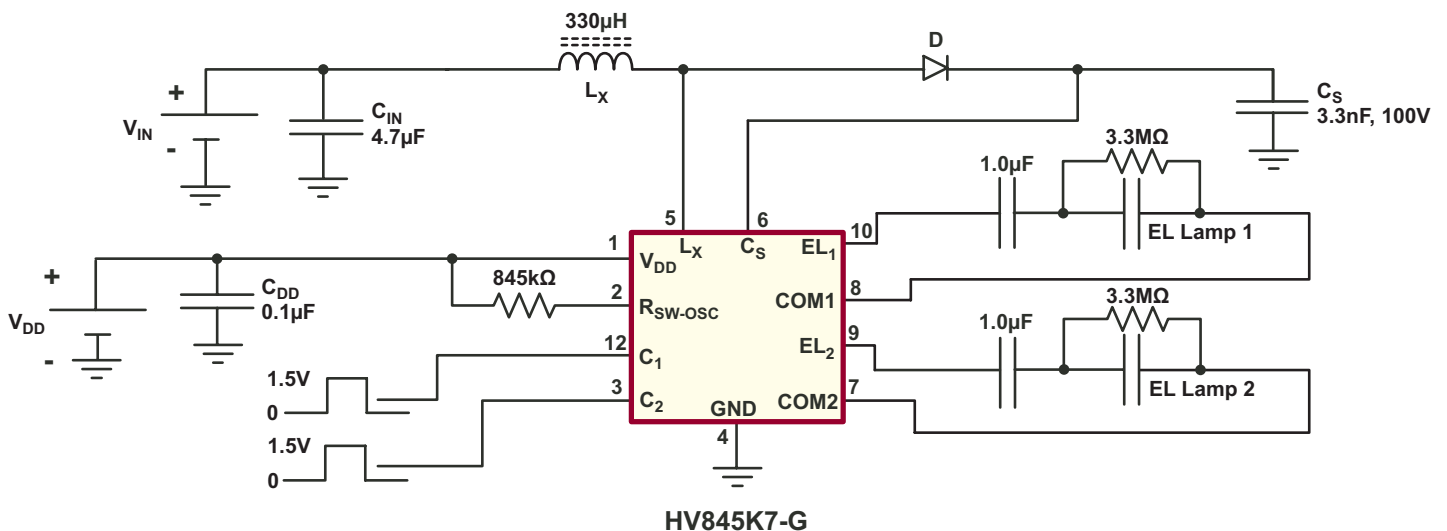 330µH
L_X
D
+
V_IN
-
C_IN
4.7µF
C_S
3.3nF, 100V
1.0µF
3.3MΩ
EL Lamp 1
5
6
10
L_X
C_S
EL_1
1
V_DD
8
COM1
+
V_DD
-
C_DD
0.1µF
845kΩ
2
R_SW-OSC
1.0µF
3.3MΩ
EL Lamp 2
9
EL_2
12
C_1
1.5V
0
3
C_2
7
COM2
GND
4
1.5V
0
HV845K7-G